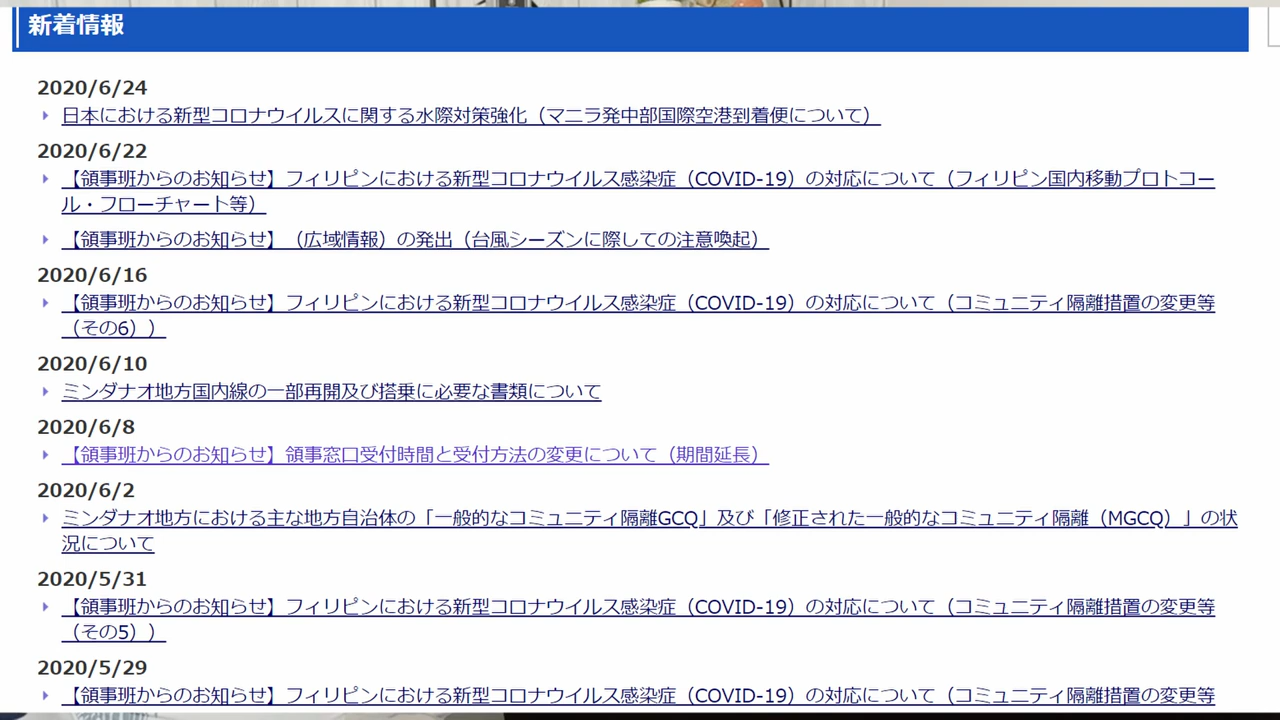 新着情報
2020/6/24
日本における新型コロナウイルスに関する水際対策強化（マニラ発中部国際空港到着便について）
2020/6/22
【領事班からのお知らせ】フィリピンにおける新型コロナウイルス感染症（COVID-19）の対応について（フィリピン国内移動プロトコー
ル・フローチャート等）
【領事班からのお知らせ】（広域情報）の発出（台風シーズンに際しての注意喚起）
2020/6/16
【領事班からのお知らせ】フィリピンにおける新型コロナウイルス感染症（COVID-19）の対応について（コミュニティ隔離措置の変更等
（その6））
2020/6/10
ミンダナオ地方国内線の一部再開及び搭乗に必要な書類について
2020/6/8
【領事班からのお知らせ】領事窓口受付時間と受付方法の変更について（期間延長）
2020/6/2
ミンダナオ地方における主な地方自治体の「一般的なコミュニティ隔離GCQ」及び「修正された一般的なコミュニティ隔離（MGCQ）」の状
況について
2020/5/31
【領事班からのお知らせ】フィリピンにおける新型コロナウイルス感染症（COVID-19）の対応について（コミュニティ隔離措置の変更等
（その5））
2020/5/29
【領事班からのお知らせ】フィリピンにおける新型コロナウイルス感染症（COVID-19）の対応について（コミュニティ隔離措置の変更等